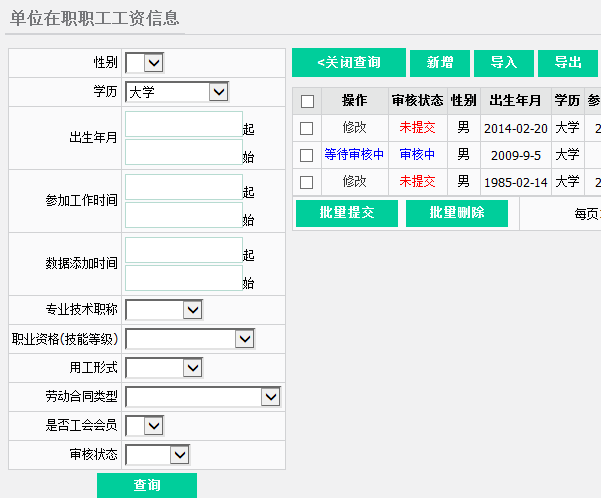 单位在职职工工资信息
性别
学历 大学
出生年月 起
始
参加工作时间 起
始
数据添加时间 起
始
专业技术职称
职业资格(技能等级)
用工形式
劳动合同类型
是否工会会员
审核状态
查询
<关闭查询 新增 导入 导出
操作 审核状态 性别 出生年月 学历 参
修改 未提交 男 2014-02-20 大学 2
等待审核中 审核中 男 2009-9-5 大学
修改 未提交 男 1985-02-14 大学 2
批量提交 批量删除 每页